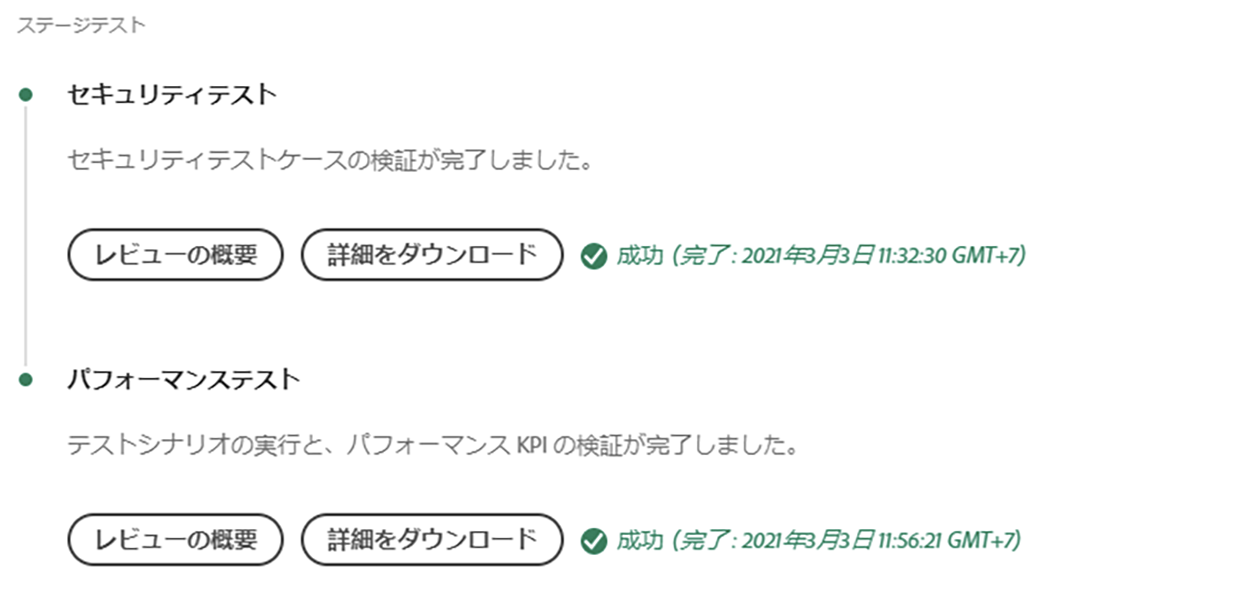 ステージテスト
セキュリティテスト
セキュリティテストケースの検証が完了しました。
レビューの概要 詳細をダウンロード 成功 (完了: 2021年3月3日 11:32:30 GMT+7)
パフォーマンステスト
テストシナリオの実行と、パフォーマンス KPI の検証が完了しました。
レビューの概要 詳細をダウンロード 成功 (完了: 2021年3月3日 11:56:21 GMT+7)